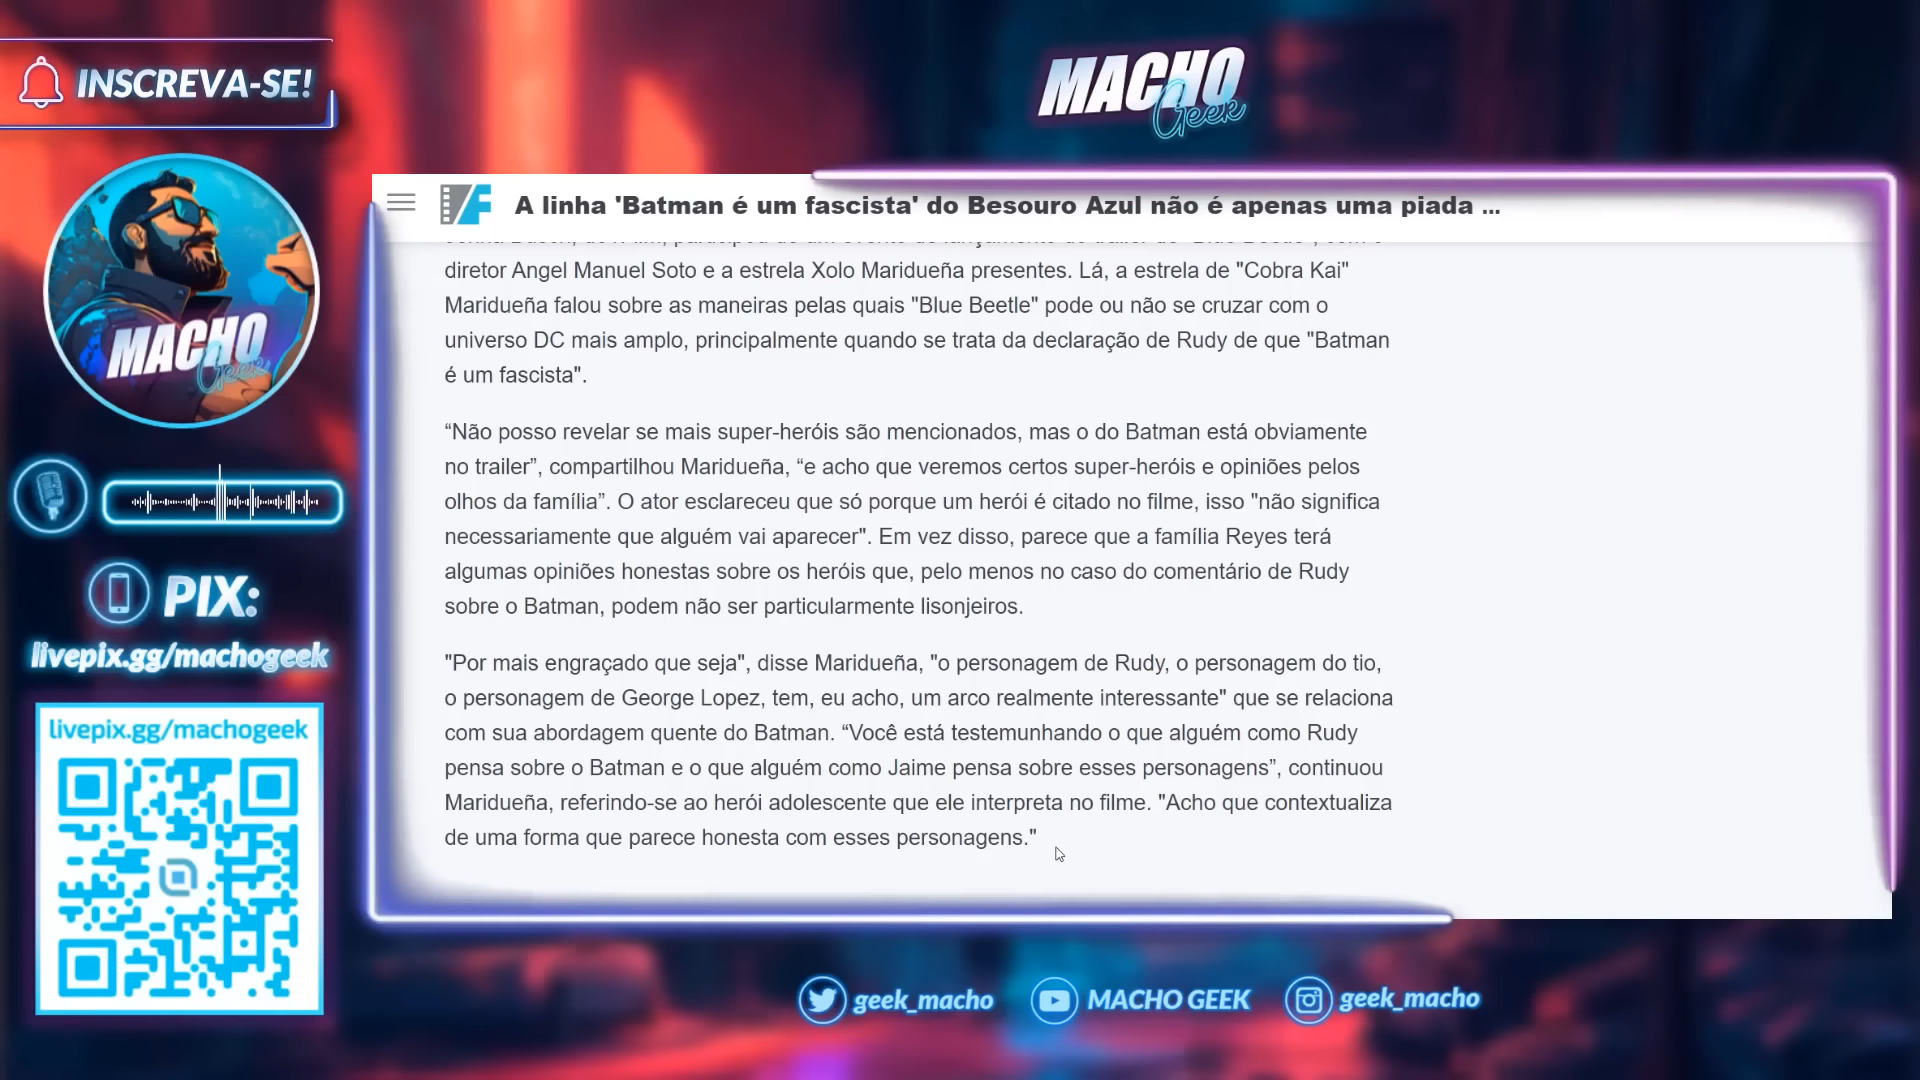 INSCREVA-SE!
MACHO
Geek
A linha 'Batman é um fascista' do Besouro Azul não é apenas uma piada ...
diretor Angel Manuel Soto e a estrela Xolo Maridueña presentes. Lá, a estrela de "Cobra Kai"
Maridueña falou sobre as maneiras pelas quais "Blue Beetle" pode ou não se cruzar com o
universo DC mais amplo, principalmente quando se trata da declaração de Rudy de que "Batman
é um fascista".
“Não posso revelar se mais super-heróis são mencionados, mas o do Batman está obviamente
no trailer”, compartilhou Maridueña, “e acho que veremos certos super-heróis e opiniões pelos
olhos da família”. O ator esclareceu que só porque um herói é citado no filme, isso "não significa
necessariamente que alguém vai aparecer". Em vez disso, parece que a família Reyes terá
algumas opiniões honestas sobre os heróis que, pelo menos no caso do comentário de Rudy
sobre o Batman, podem não ser particularmente lisonjeiros.
"Por mais engraçado que seja", disse Maridueña, "o personagem de Rudy, o personagem do tio,
o personagem de George Lopez, tem, eu acho, um arco realmente interessante" que se relaciona
com sua abordagem quente do Batman. “Você está testemunhando o que alguém como Rudy
pensa sobre o Batman e o que alguém como Jaime pensa sobre esses personagens”, continuou
Maridueña, referindo-se ao herói adolescente que ele interpreta no filme. "Acho que contextualiza
de uma forma que parece honesta com esses personagens."
MACHO
Geek
PIX:
livepix.gg/machogeek
livepix.gg/machogeek
geek_macho
MACHO GEEK
geek_macho